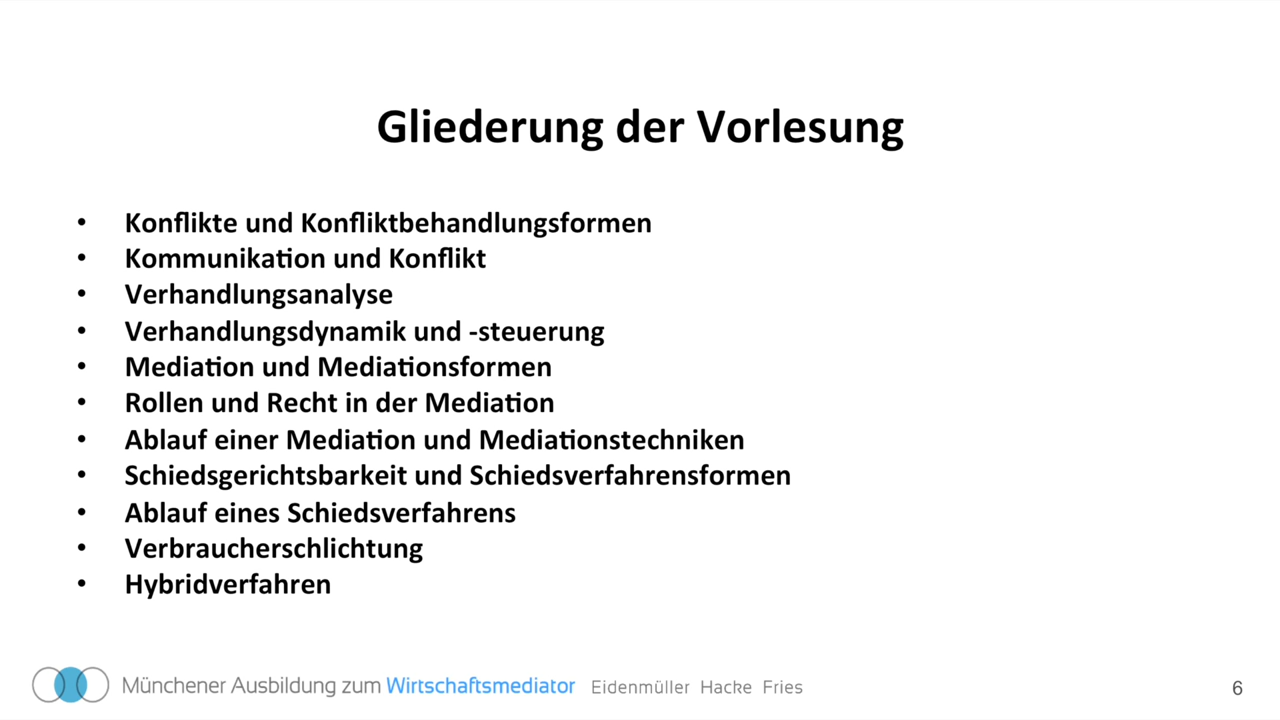 Gliederung der Vorlesung
• Konflikte und Konfliktbehandlungsformen
• Kommunikation und Konflikt
• Verhandlungsanalyse
• Verhandlungsdynamik und -steuerung
• Mediation und Mediationsformen
• Rollen und Recht in der Mediation
• Ablauf einer Mediation und Mediationstechniken
• Schiedsgerichtsbarkeit und Schiedsverfahrensformen
• Ablauf eines Schiedsverfahrens
• Verbraucherschlichtung
• Hybridverfahren
Münchener Ausbildung zum Wirtschaftsmediator Eidenmüller Hacke Fries 6